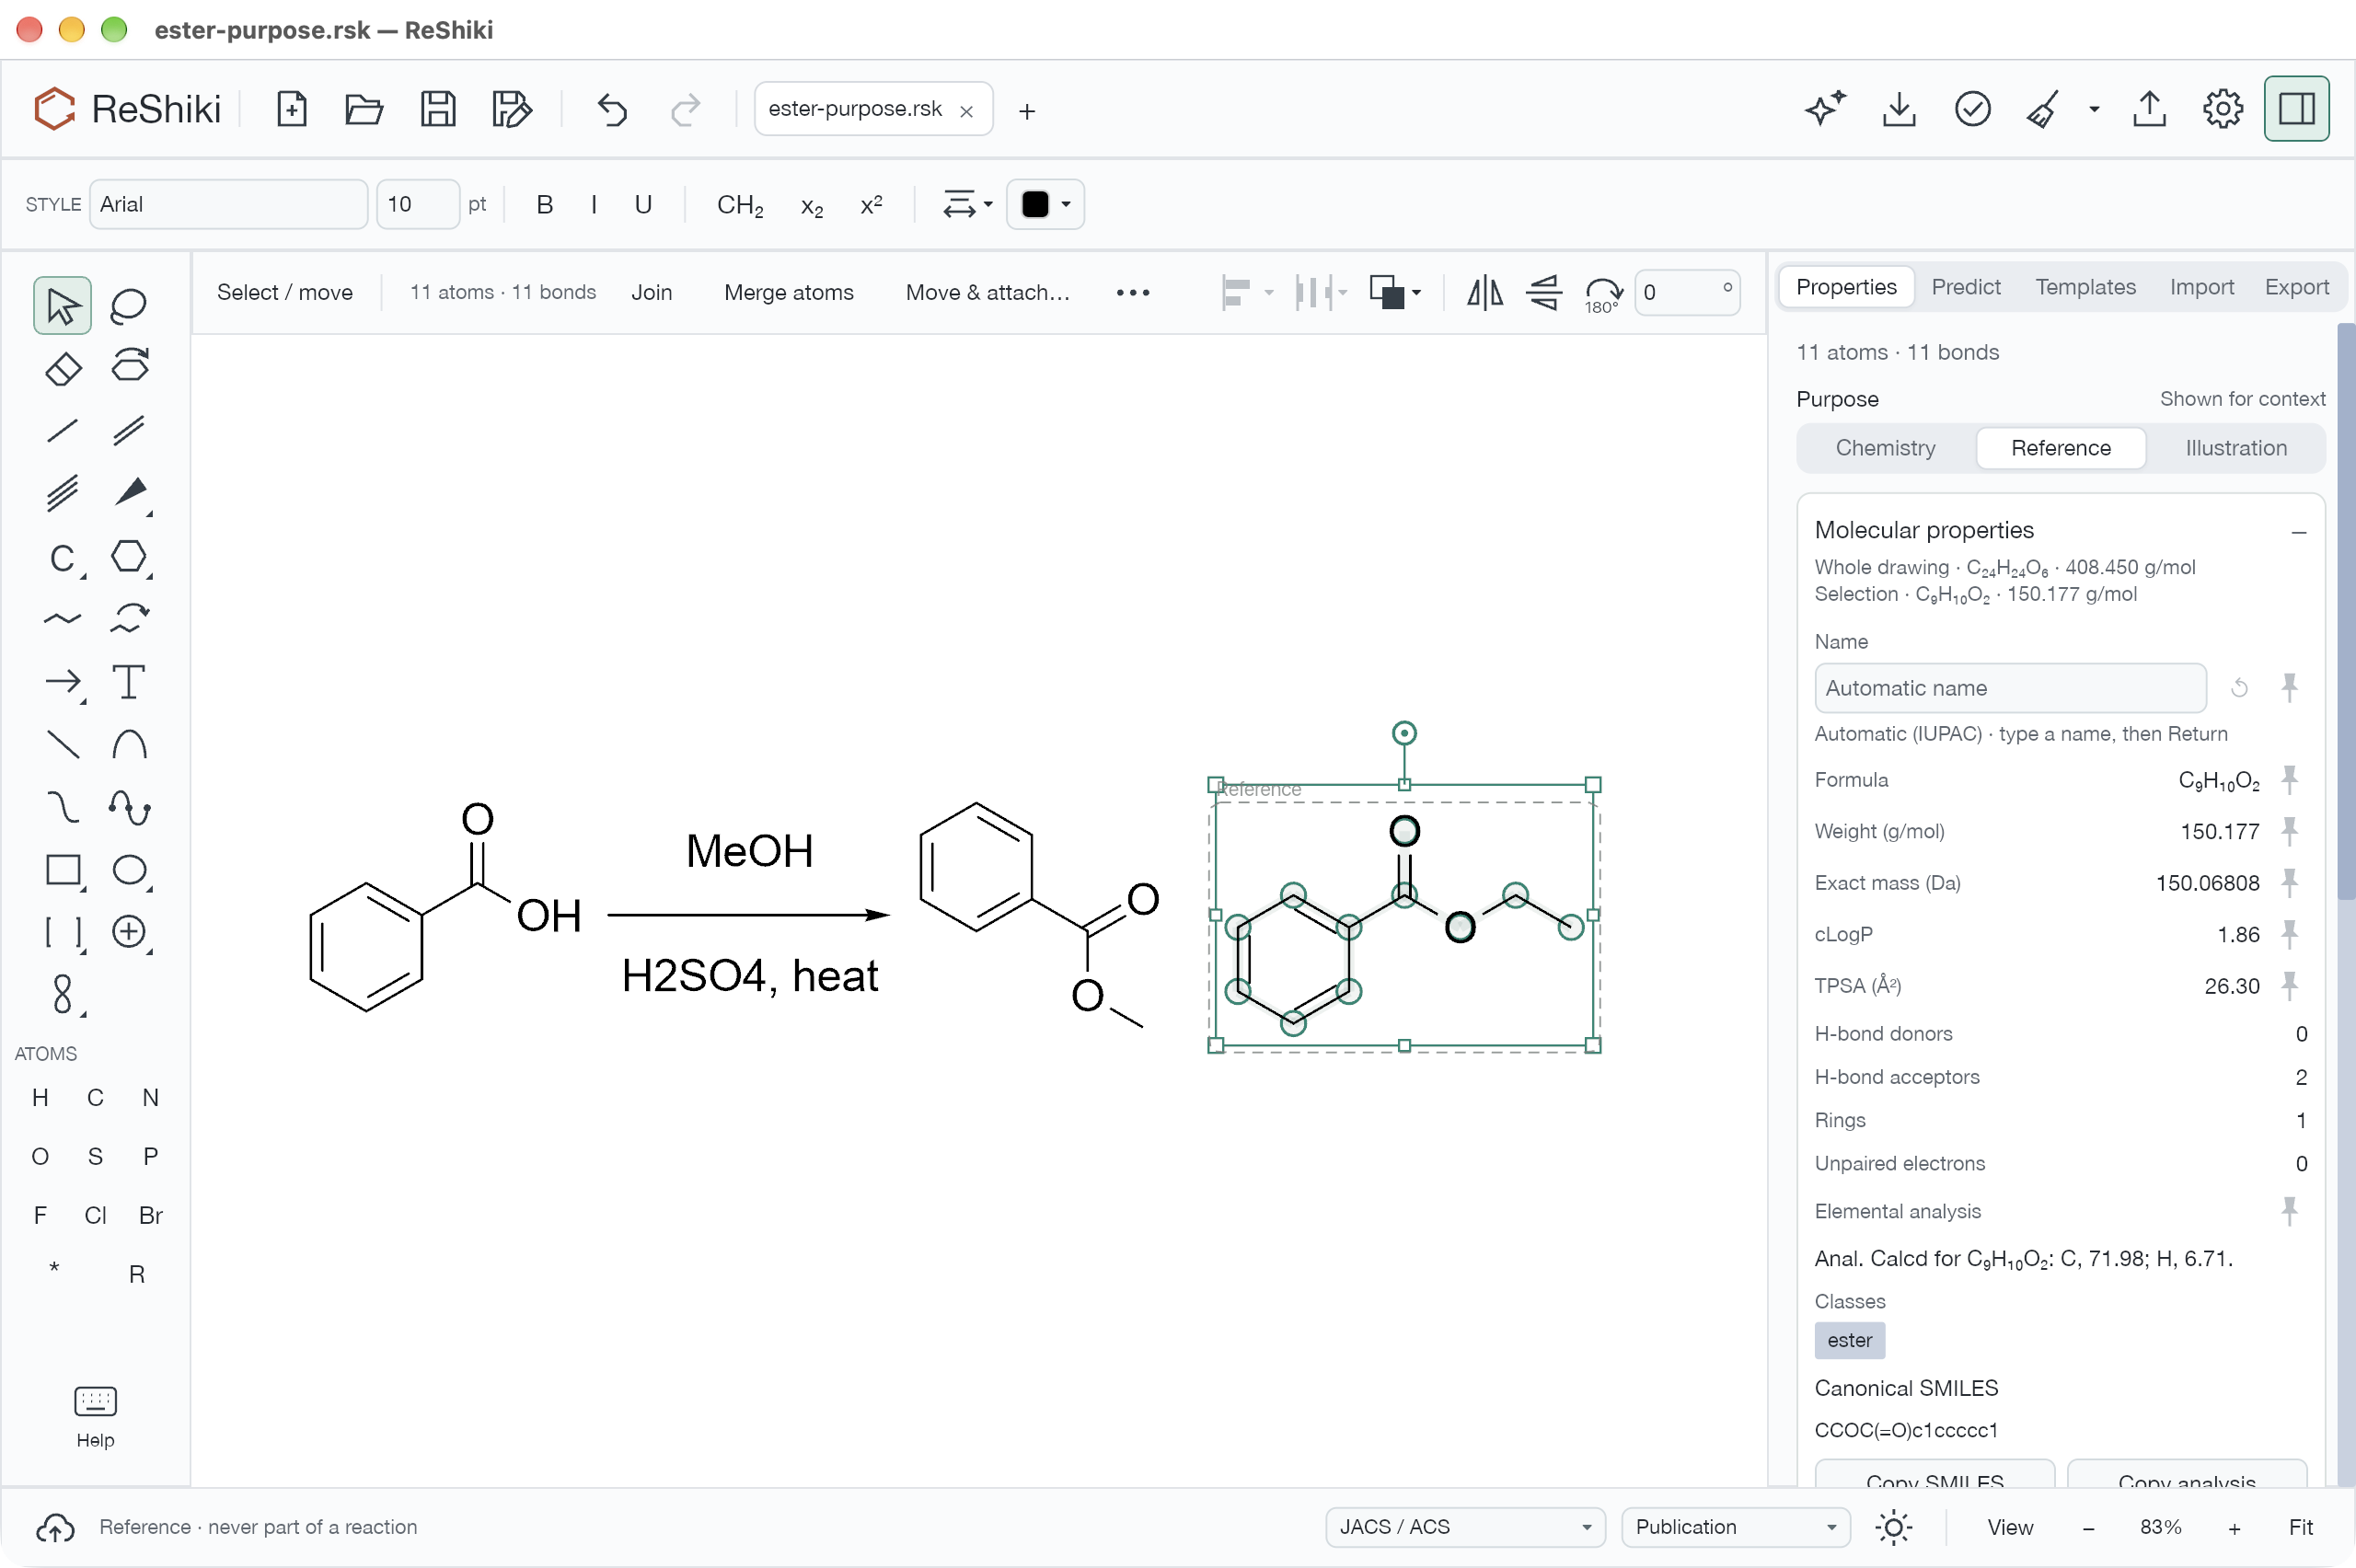 ester-purpose.rsk — ReShiki
ReShiki
ester-purpose.rsk ×
+
STYLE Arial 10 pt B I U CH₂ x₂ x²
Select / move 11 atoms · 11 bonds Join Merge atoms Move & attach... ••• 180° 0 °
Properties Predict Templates Import Export
11 atoms · 11 bonds
Purpose Shown for context
Chemistry Reference Illustration
Molecular properties –
Whole drawing · C₂₄H₂₄O₆ · 408.450 g/mol
Selection · C₉H₁₀O₂ · 150.177 g/mol
Name
Automatic name
Automatic (IUPAC) · type a name, then Return
Formula C₉H₁₀O₂
Weight (g/mol) 150.177
Exact mass (Da) 150.06808
cLogP 1.86
TPSA (Å²) 26.30
H-bond donors 0
H-bond acceptors 2
Rings 1
Unpaired electrons 0
Elemental analysis
Anal. Calcd for C₉H₁₀O₂: C, 71.98; H, 6.71.
Classes
ester
Canonical SMILES
CCOC(=O)c1ccccc1
Copy SMILES Copy analysis
C
T
[ ]
ATOMS
H C N
O S P
F Cl Br
* R
Help
O
OH
MeOH
H2SO4, heat
O
O
Reference
O
O
Reference · never part of a reaction
JACS / ACS Publication View – 83% + Fit